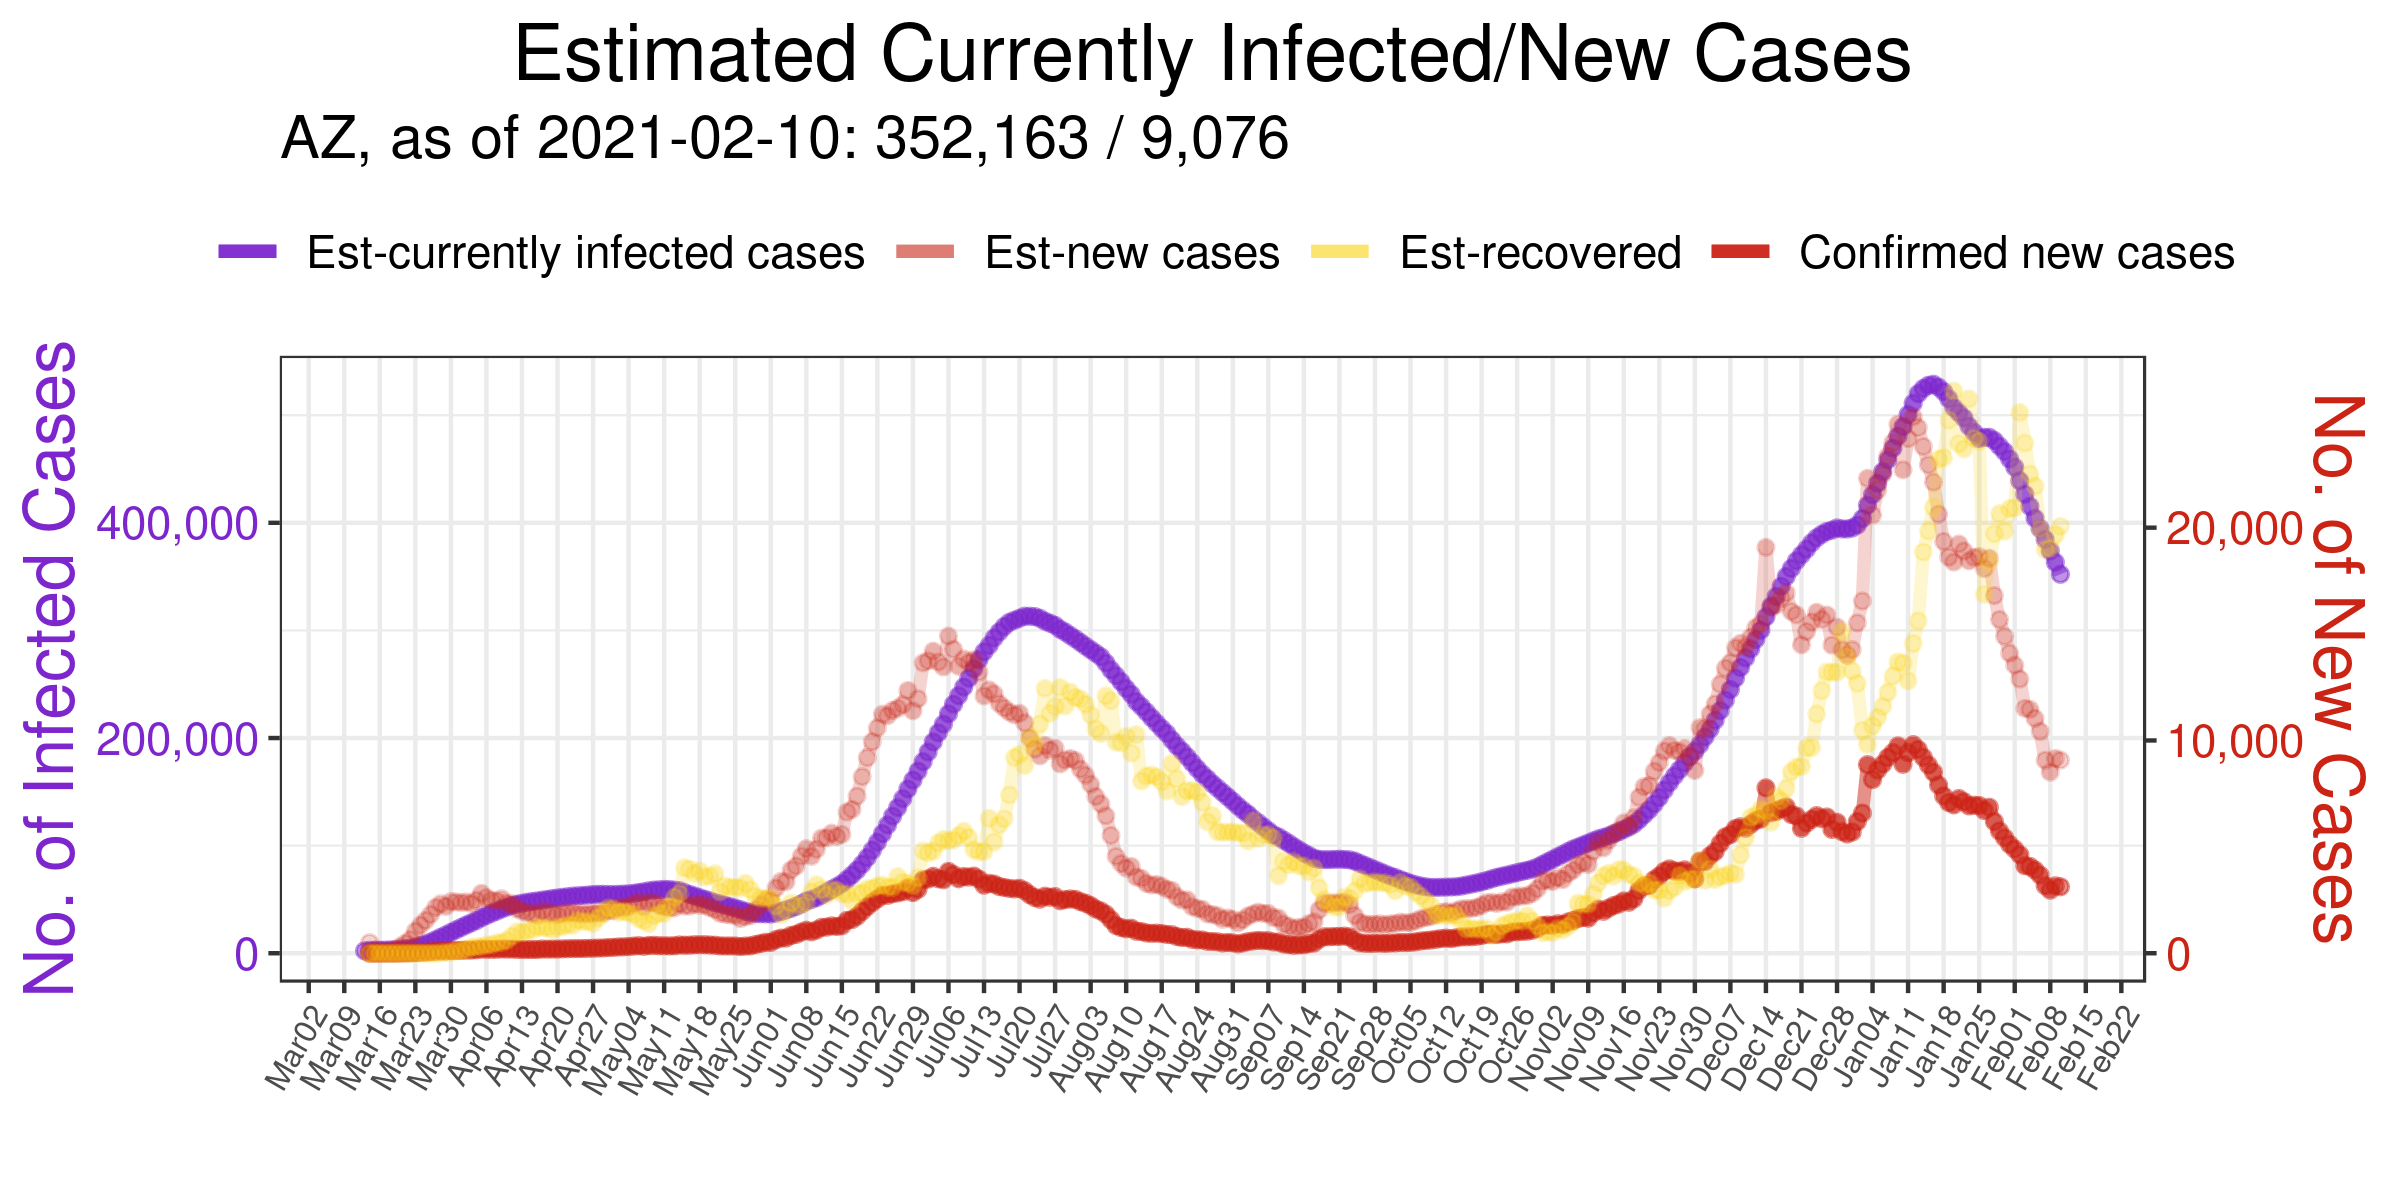 Estimated Currently Infected/New Cases
AZ, as of 2021-02-10: 352,163 / 9,076
Est-currently infected cases
Est-new cases
Est-recovered
Confirmed new cases
No. of Infected Cases
400,000
200,000
0
20,000
10,000
0
No. of New Cases
Mar02
Mar09
Mar16
Mar23
Mar30
Apr06
Apr13
Apr20
Apr27
May04
May11
May18
May25
Jun01
Jun08
Jun15
Jun22
Jun29
Jul06
Jul13
Jul20
Jul27
Aug03
Aug10
Aug17
Aug24
Aug31
Sep07
Sep14
Sep21
Sep28
Oct05
Oct12
Oct19
Oct26
Nov02
Nov09
Nov16
Nov23
Nov30
Dec07
Dec14
Dec21
Dec28
Jan04
Jan11
Jan18
Jan25
Feb01
Feb08
Feb15
Feb22